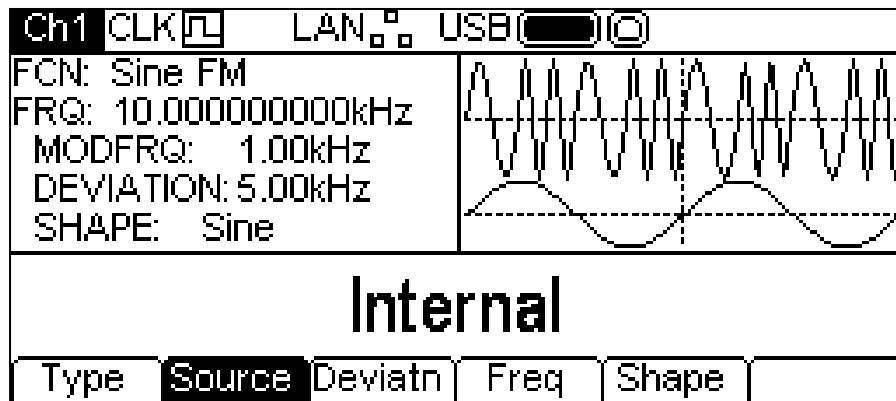 Ch1 CLK LAN USB
FCN: Sine FM
FRQ: 10.000000000kHz
MODFRQ: 1.00kHz
DEVIATION: 5.00kHz
SHAPE: Sine
Internal
Type Source Deviatn Freq Shape